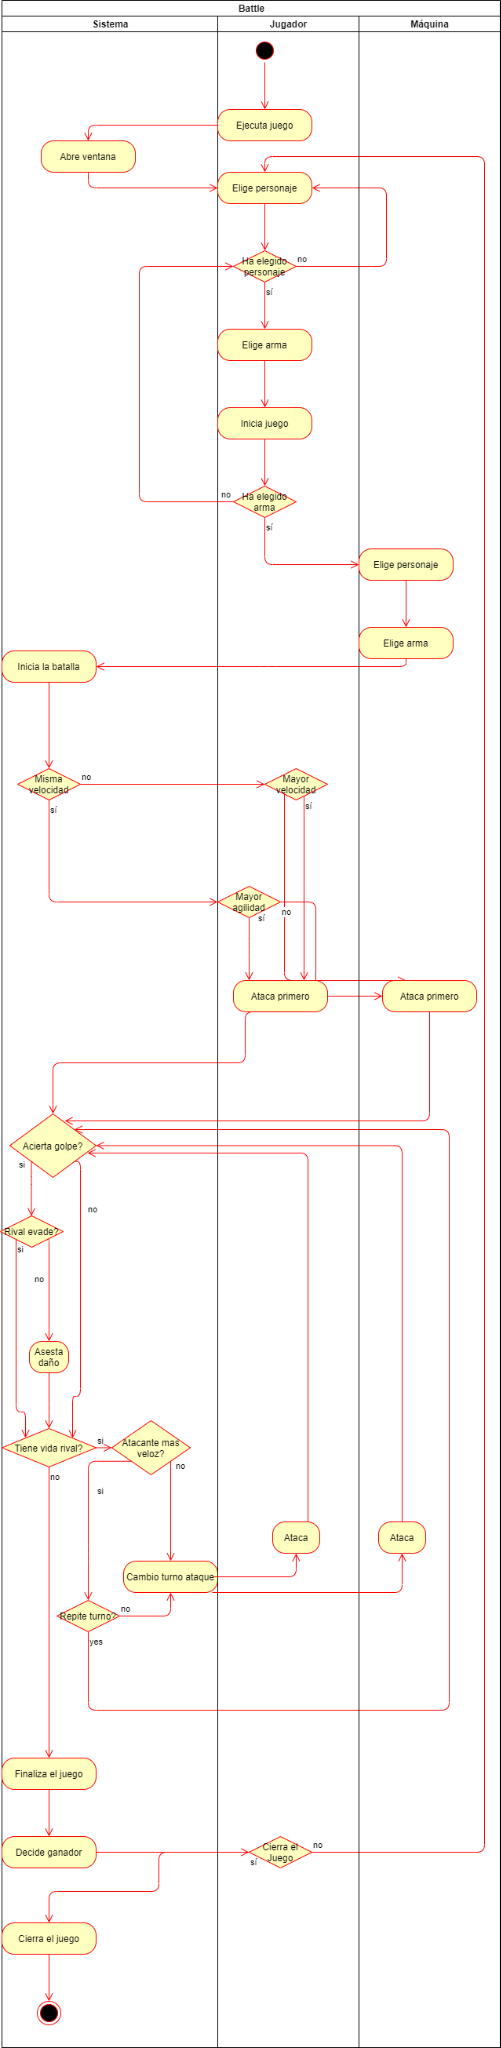 Battle
Sistema
Jugador
Máquina
Ejecuta juego
Abre ventana
Elige personaje
Ha elegido
personaje
no
sí
Elige arma
Inicia juego
Ha elegido
arma
no
sí
Elige personaje
Elige arma
Inicia la batalla
Misma
velocidad
no
sí
Mayor
velocidad
sí
Mayor
agilidad
sí
no
Ataca primero
Ataca primero
Acierta golpe?
si
no
Rival evade?
si
no
Asesta
daño
Tiene vida rival?
si
no
Atacante mas
veloz?
no
si
Ataca
Ataca
Cambio turno ataque
Repite turno?
no
yes
Finaliza el juego
Decide ganador
Cierra el
Juego
no
sí
Cierra el juego